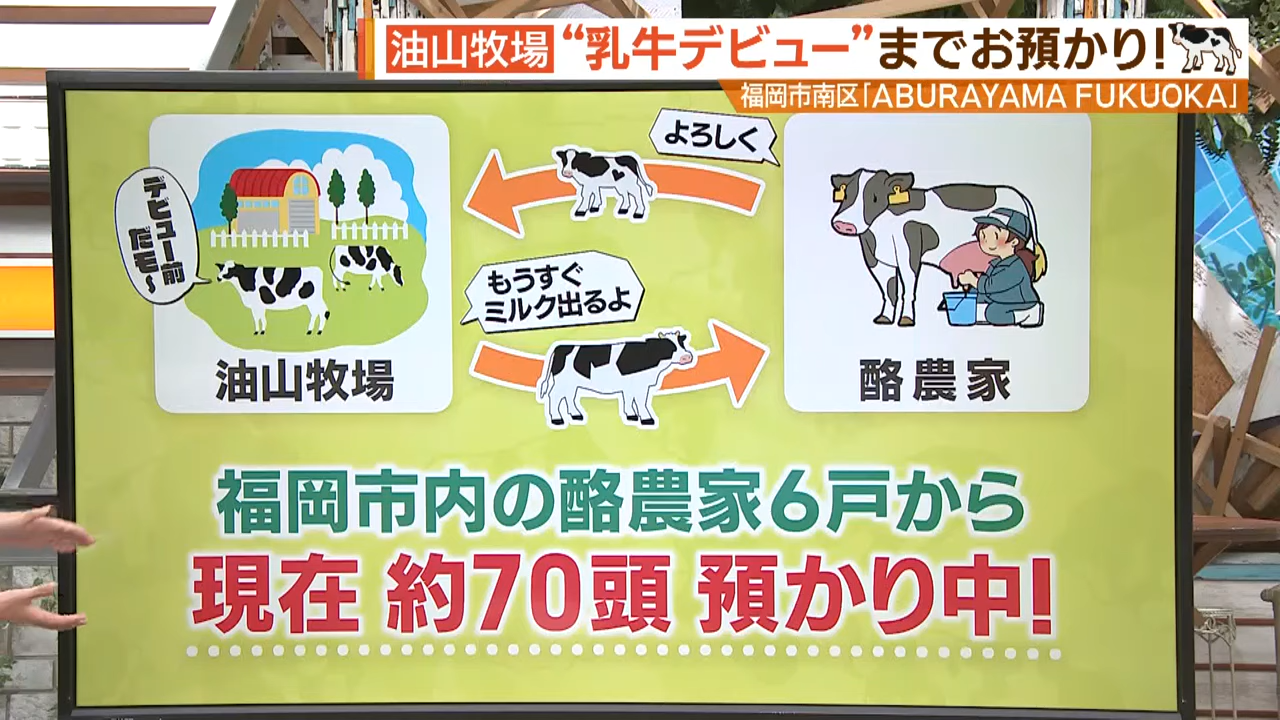 油山牧場 “乳牛デビュー”までお預かり!
福岡市南区「ABURAYAMA FUKUOKA」
よろしく
デビュー前
だモ～
もうすぐ
ミルク出るよ
油山牧場
酪農家
福岡市内の酪農家6戸から
現在 約70頭 預かり中!